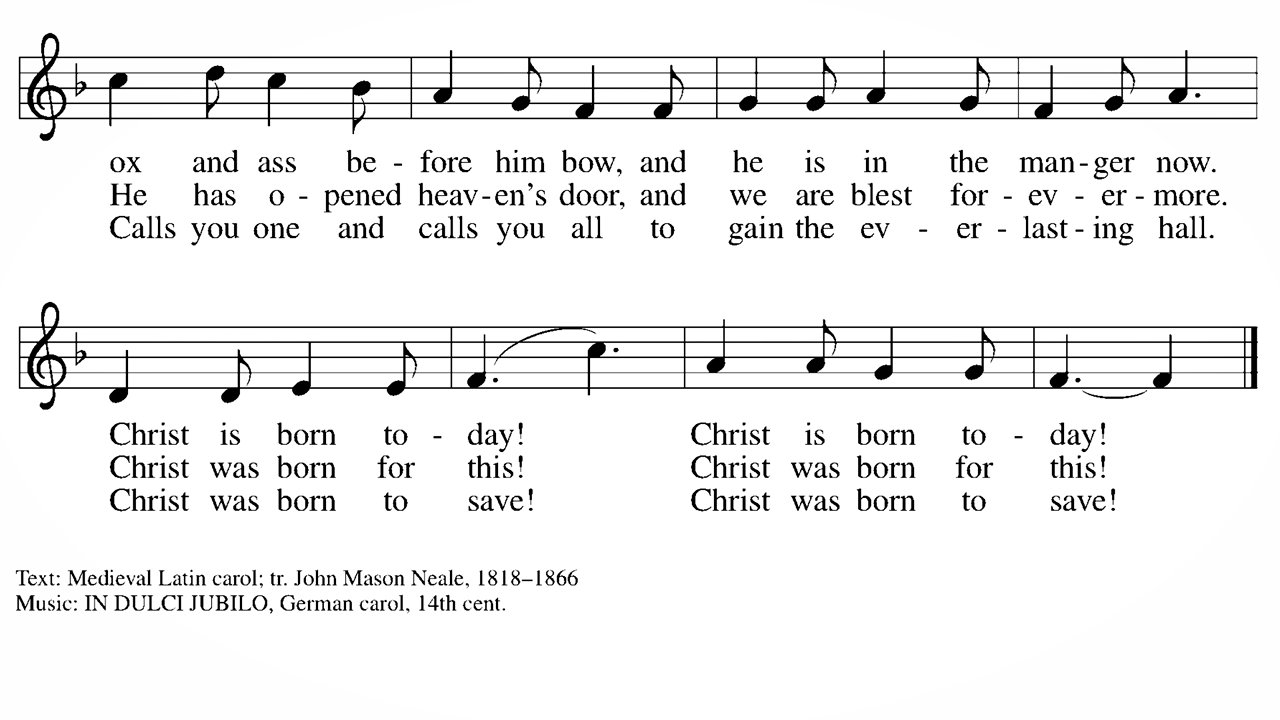 ox and ass be - fore him bow, and he is in the man - ger now.
He has o - pened heav - en's door, and we are blest for - ev - er - more.
Calls you one and calls you all to gain the ev - er - last - ing hall.
Christ is born to - day! Christ is born to - day!
Christ was born for this! Christ was born for this!
Christ was born to save! Christ was born to save!
Text: Medieval Latin carol; tr. John Mason Neale, 1818–1866
Music: IN DULCI JUBILO, German carol, 14th cent.